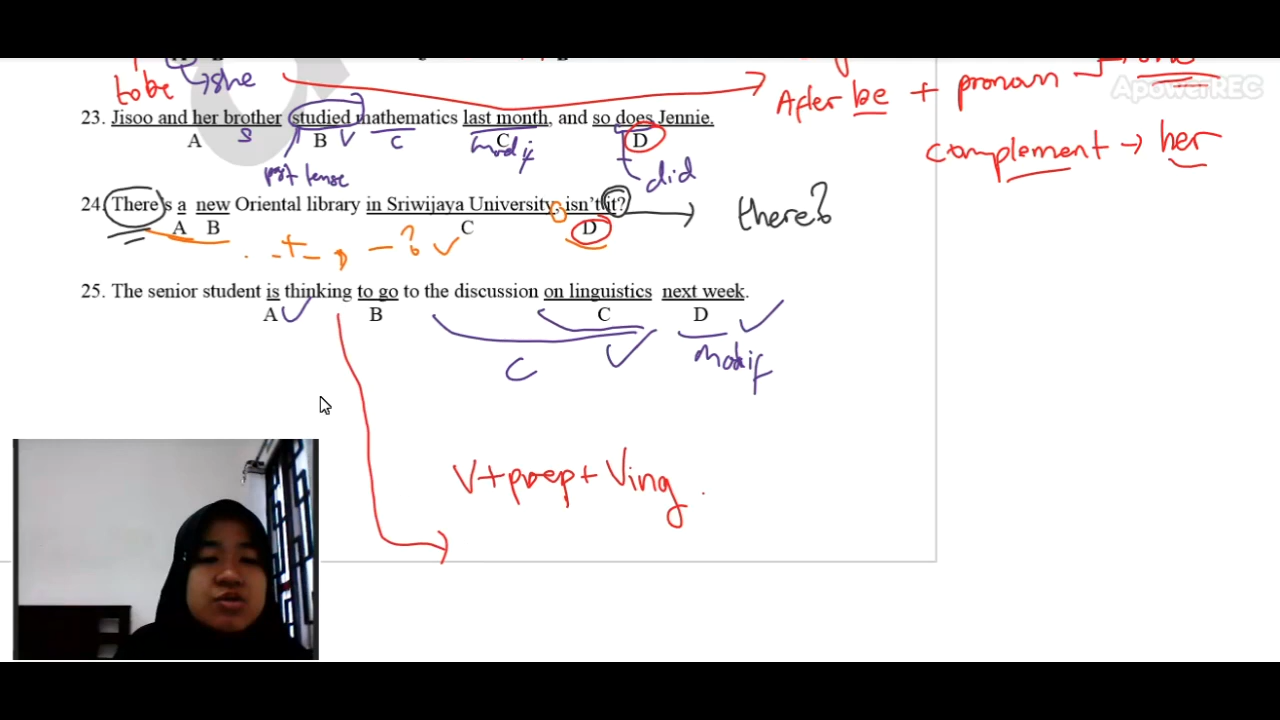 to be → she
After be + pronoun
ApowerREC
23. Jisoo and her brother studied mathematics last month, and so does Jennie.
A S B V C C D
modif
past tense
did
complement → her
24. There's a new Oriental library in Sriwijaya University, isn't it?
there?
A B C D
+ , - ?
25. The senior student is thinking to go to the discussion on linguistics next week.
A B C D
C modif
V+prep+Ving